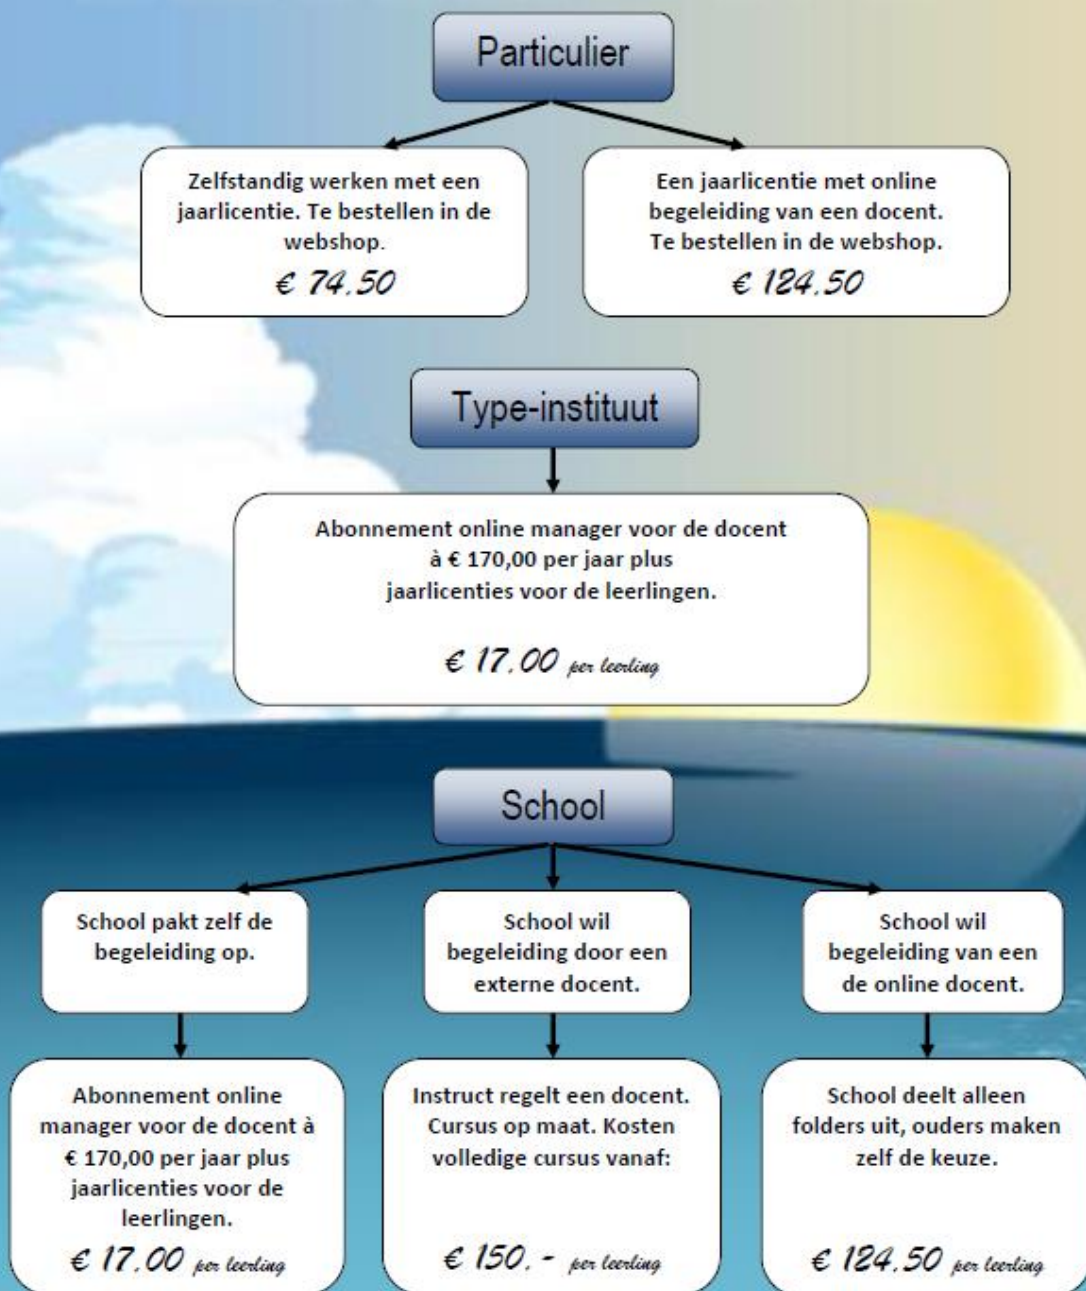 Particulier
Zelfstandig werken met een
jaarlicentie. Te bestellen in de
webshop.
€ 74.50
Een jaarlicentie met online
begeleiding van een docent.
Te bestellen in de webshop.
€ 124.50
Type-instituut
Abonnement online manager voor de docent
à € 170,00 per jaar plus
jaarlicenties voor de leerlingen.
€ 17.00 per leerling
School
School pakt zelf de
begeleiding op.
Abonnement online
manager voor de docent à
€ 170,00 per jaar plus
jaarlicenties voor de
leerlingen.
€ 17.00 per leerling
School wil
begeleiding door een
externe docent.
Instruct regelt een docent.
Cursus op maat. Kosten
volledige cursus vanaf:
€ 150.- per leerling
School wil
begeleiding van een
de online docent.
School deelt alleen
folders uit, ouders maken
zelf de keuze.
€ 124.50 per leerling